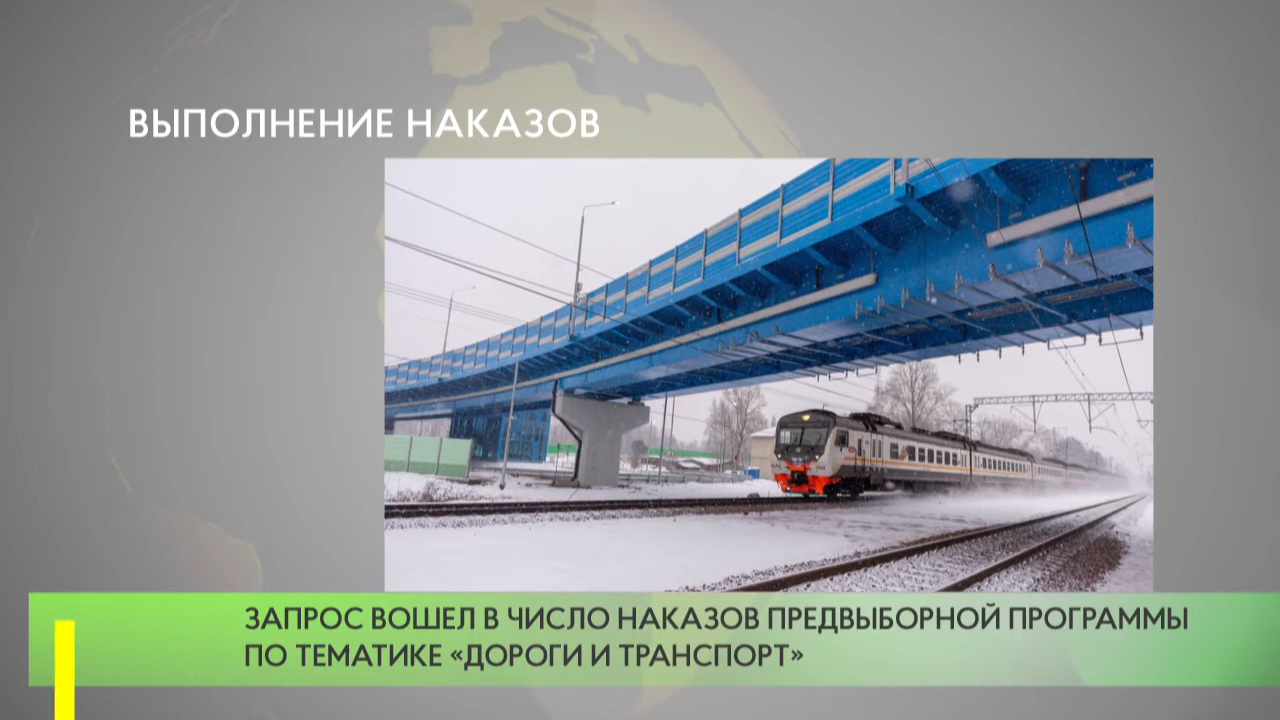 ВЫПОЛНЕНИЕ НАКАЗОВ
ЗАПРОС ВОШЕЛ В ЧИСЛО НАКАЗОВ ПРЕДВЫБОРНОЙ ПРОГРАММЫ
ПО ТЕМАТИКЕ «ДОРОГИ И ТРАНСПОРТ»